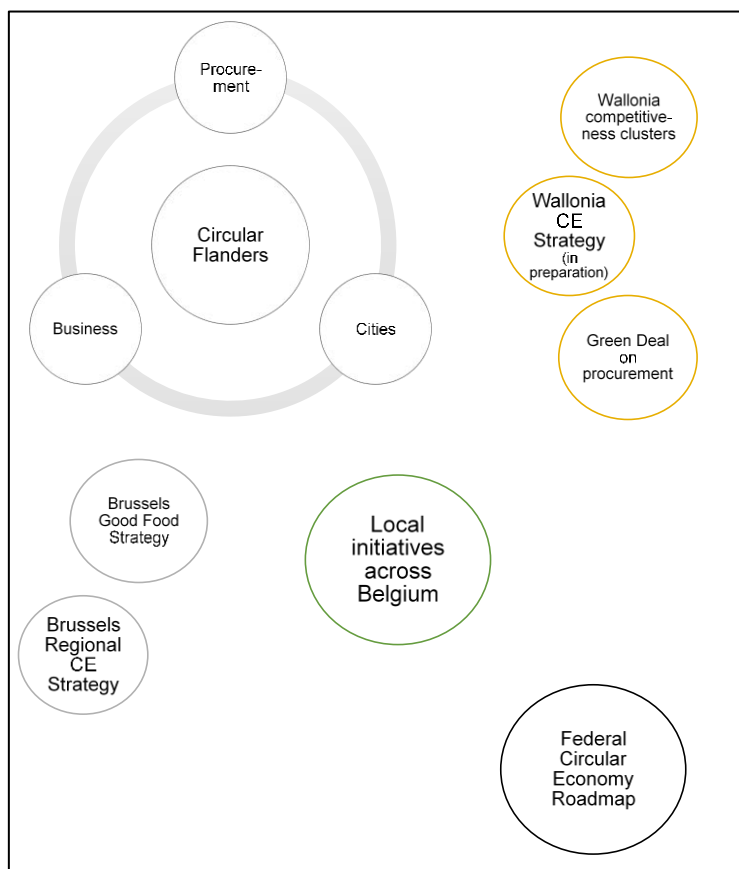 Procure-
ment
Circular
Flanders
Business
Cities
Wallonia
competitive-
ness clusters
Wallonia
CE
Strategy
(in
preparation)
Green Deal
on
procurement
Brussels
Good Food
Strategy
Brussels
Regional
CE
Strategy
Local
initiatives
across
Belgium
Federal
Circular
Economy
Roadmap